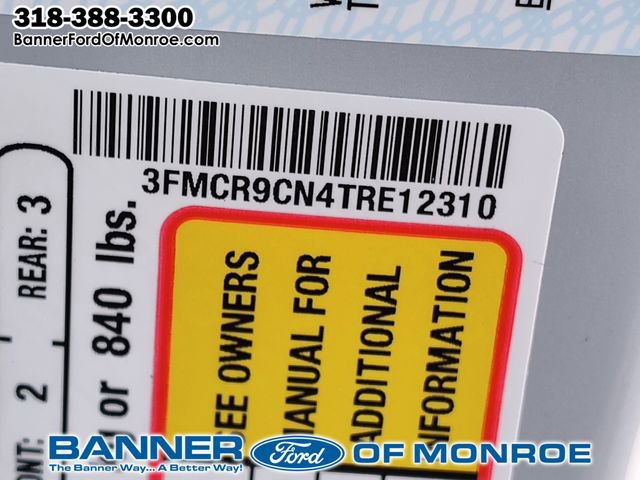 318-388-3300
BannerFordOfMonroe.com
3FMCR9CN4TRE12310
REAR: 3
2
or 840 lbs.
SEE OWNERS
MANUAL FOR
ADDITIONAL
INFORMATION
BANNER Ford OF MONROE
The Banner Way... A Better Way!